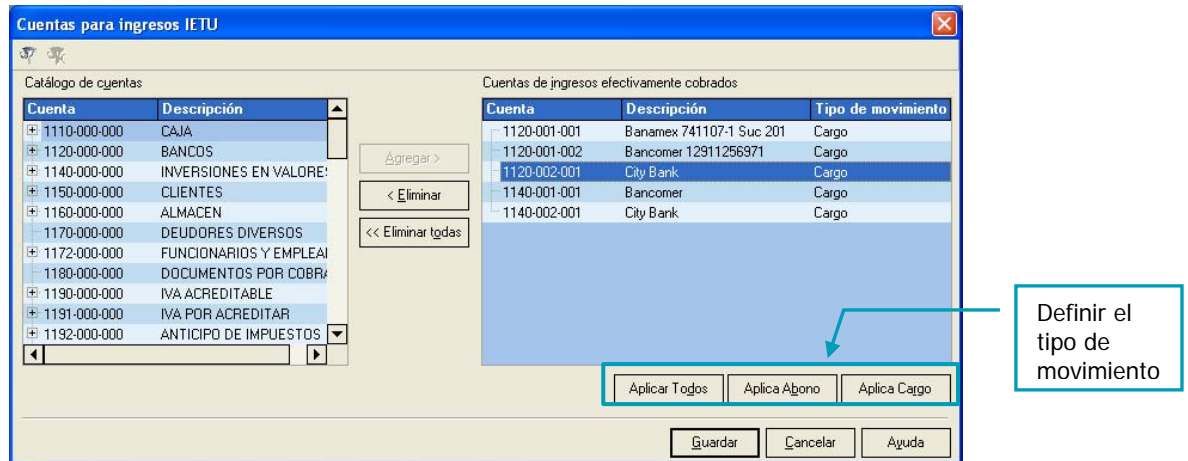 Cuentas para ingresos IETU
Catálogo de cuentas
Cuenta Descripción
1110-000-000 CAJA
1120-000-000 BANCOS
1140-000-000 INVERSIONES EN VALORE
1150-000-000 CLIENTES
1160-000-000 ALMACEN
1170-000-000 DEUDORES DIVERSOS
1172-000-000 FUNCIONARIOS Y EMPLEA
1180-000-000 DOCUMENTOS POR COBRA
1190-000-000 IVA ACREDITABLE
1191-000-000 IVA POR ACREDITAR
1192-000-000 ANTICIPO DE IMPUESTOS
Agregar >
< Eliminar
<< Eliminar todas
Cuentas de ingresos efectivamente cobrados
Cuenta Descripción Tipo de movimiento
1120-001-001 Banamex 741107-1 Suc 201 Cargo
1120-001-002 Bancomer 12911256971 Cargo
1120-002-001 City Bank Cargo
1140-001-001 Bancomer Cargo
1140-002-001 City Bank Cargo
Aplicar Todos Aplica Abono Aplica Cargo
Guardar Cancelar Ayuda
Definir el
tipo de
movimiento